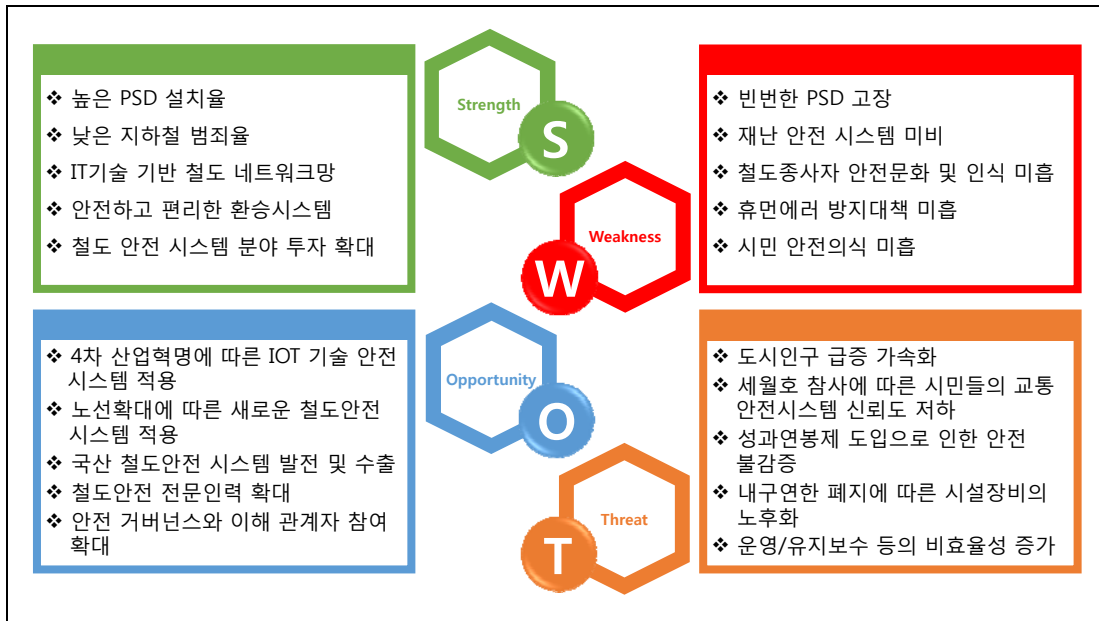 ❖ 높은 PSD 설치율
❖ 낮은 지하철 범죄율
❖ IT기술 기반 철도 네트워크망
❖ 안전하고 편리한 환승시스템
❖ 철도 안전 시스템 분야 투자 확대
Strength
S
❖ 빈번한 PSD 고장
❖ 재난 안전 시스템 미비
❖ 철도종사자 안전문화 및 인식 미흡
❖ 휴먼에러 방지대책 미흡
❖ 시민 안전의식 미흡
Weakness
W
❖ 4차 산업혁명에 따른 IOT 기술 안전
시스템 적용
❖ 노선확대에 따른 새로운 철도안전
시스템 적용
❖ 국산 철도안전 시스템 발전 및 수출
❖ 철도안전 전문인력 확대
❖ 안전 거버넌스와 이해 관계자 참여
확대
Opportunity
O
❖ 도시인구 급증 가속화
❖ 세월호 참사에 따른 시민들의 교통
안전시스템 신뢰도 저하
❖ 성과연봉제 도입으로 인한 안전
불감증
❖ 내구연한 폐지에 따른 시설장비의
노후화
❖ 운영/유지보수 등의 비효율성 증가
Threat
T